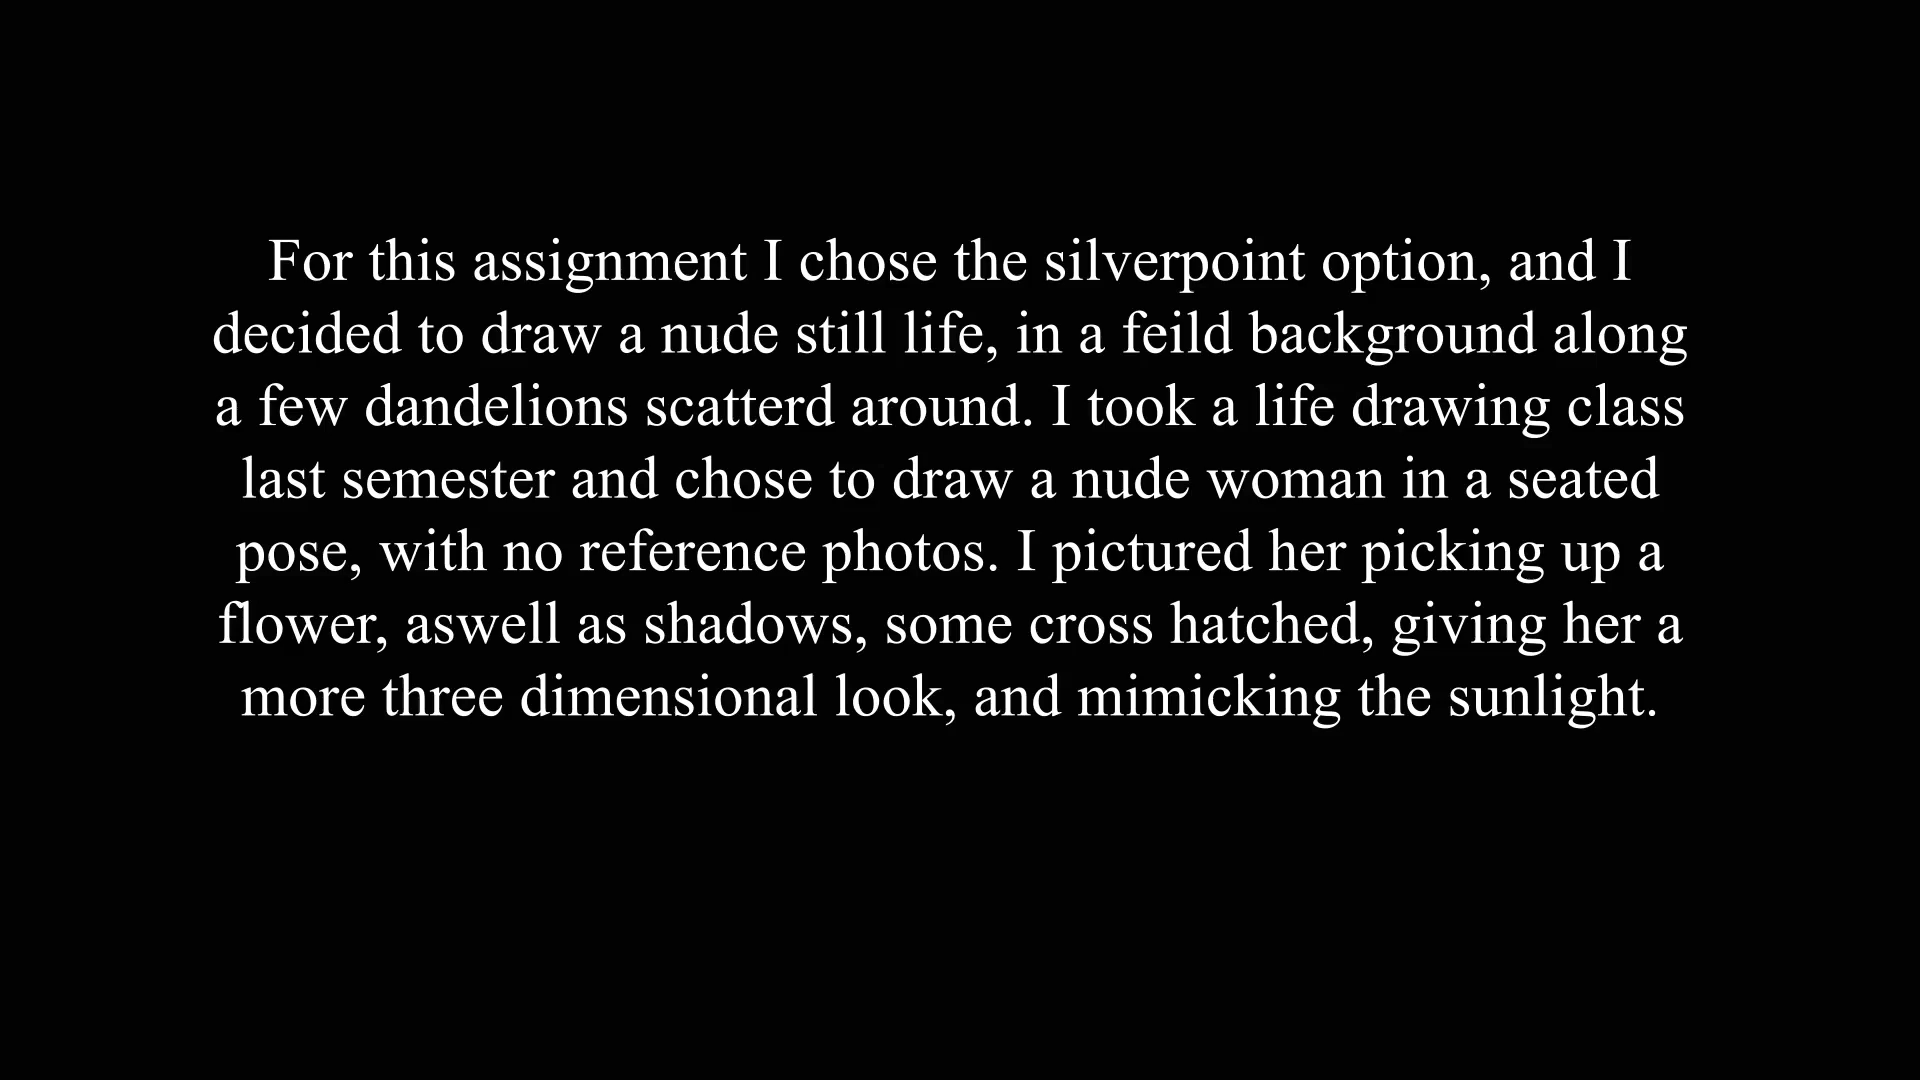 For this assignment I chose the silverpoint option, and I
decided to draw a nude still life, in a feild background along
a few dandelions scatterd around. I took a life drawing class
last semester and chose to draw a nude woman in a seated
pose, with no reference photos. I pictured her picking up a
flower, aswell as shadows, some cross hatched, giving her a
more three dimensional look, and mimicking the sunlight.